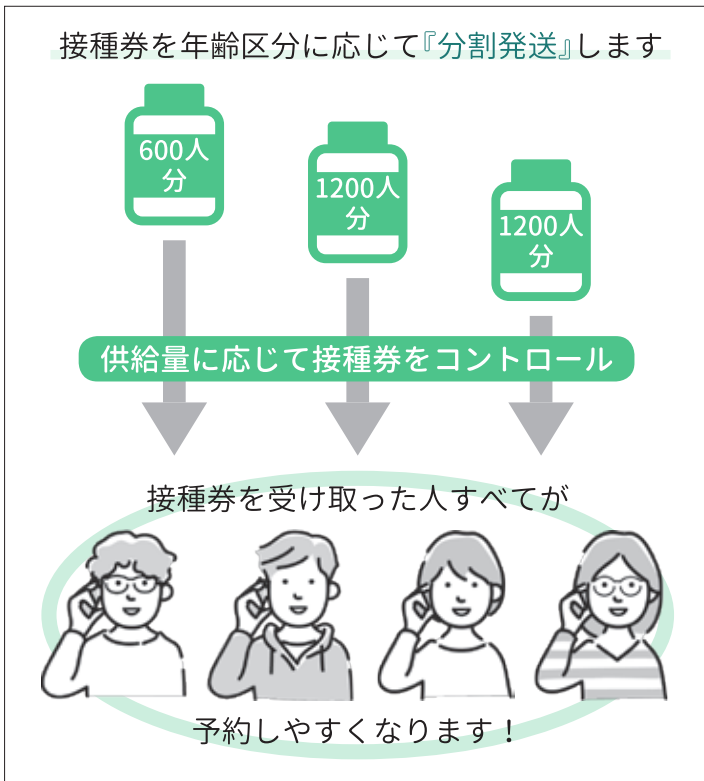 接種券を年齢区分に応じて『分割発送』します
600人
分
1200人
分
1200人
分
供給量に応じて接種券をコントロール
接種券を受け取った人すべてが
予約しやすくなります！